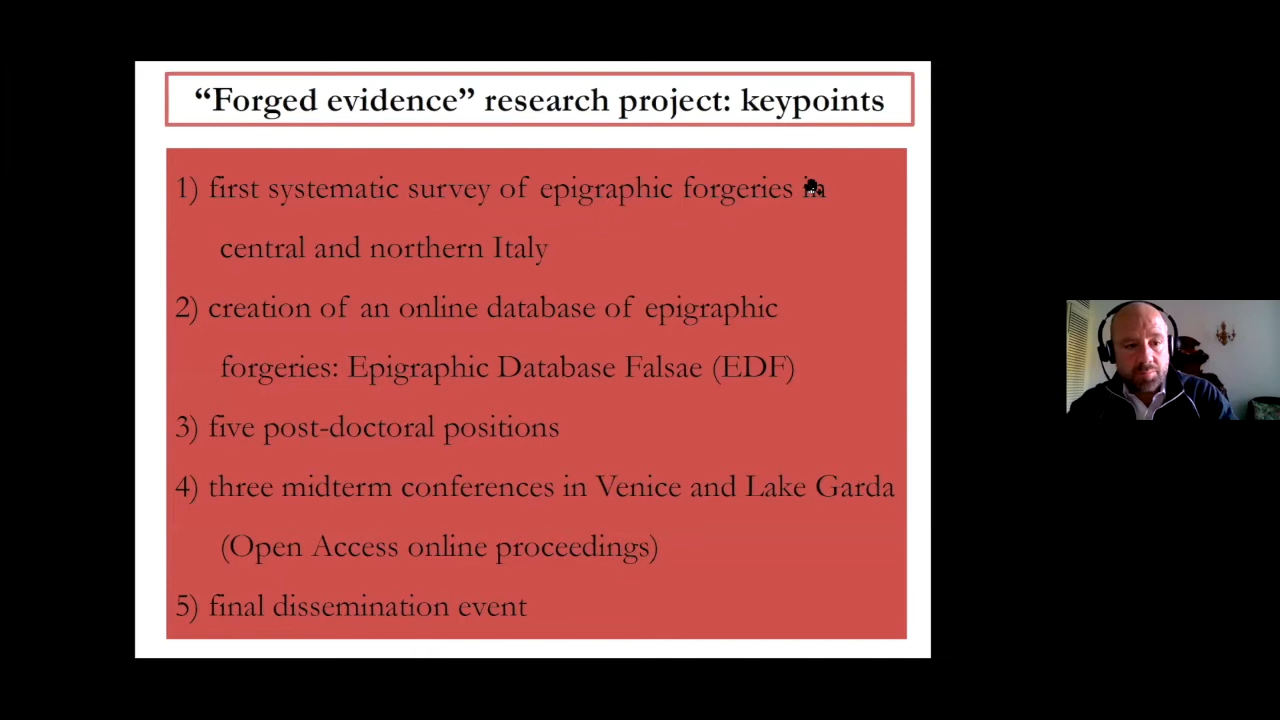 “Forged evidence” research project: keypoints
1) first systematic survey of epigraphic forgeries in
central and northern Italy
2) creation of an online database of epigraphic
forgeries: Epigraphic Database Falsae (EDF)
3) five post-doctoral positions
4) three midterm conferences in Venice and Lake Garda
(Open Access online proceedings)
5) final dissemination event